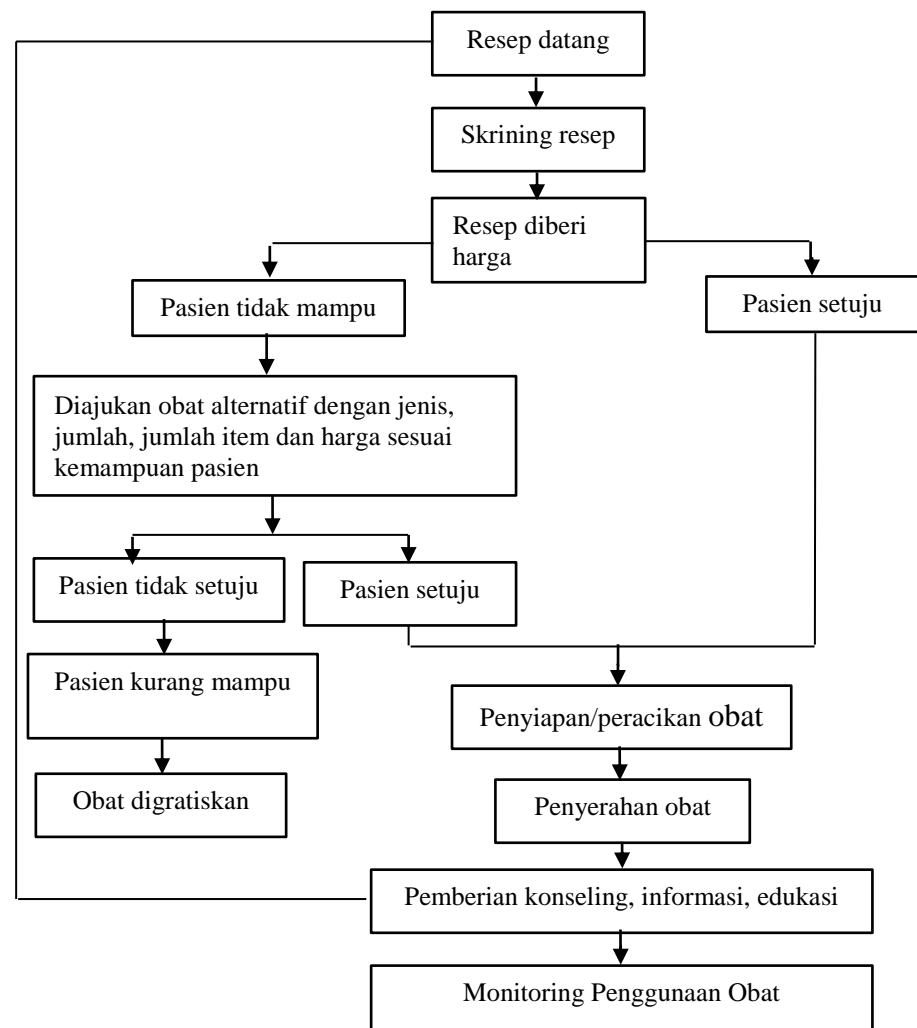 Resep datang
Skrining resep
Resep diberi
harga
Pasien tidak mampu
Pasien setuju
Diajukan obat alternatif dengan jenis,
jumlah, jumlah item dan harga sesuai
kemampuan pasien
Pasien tidak setuju
Pasien setuju
Pasien kurang mampu
Penyiapan/peracikan obat
Obat digratiskan
Penyerahan obat
Pemberian konseling, informasi, edukasi
Monitoring Penggunaan Obat